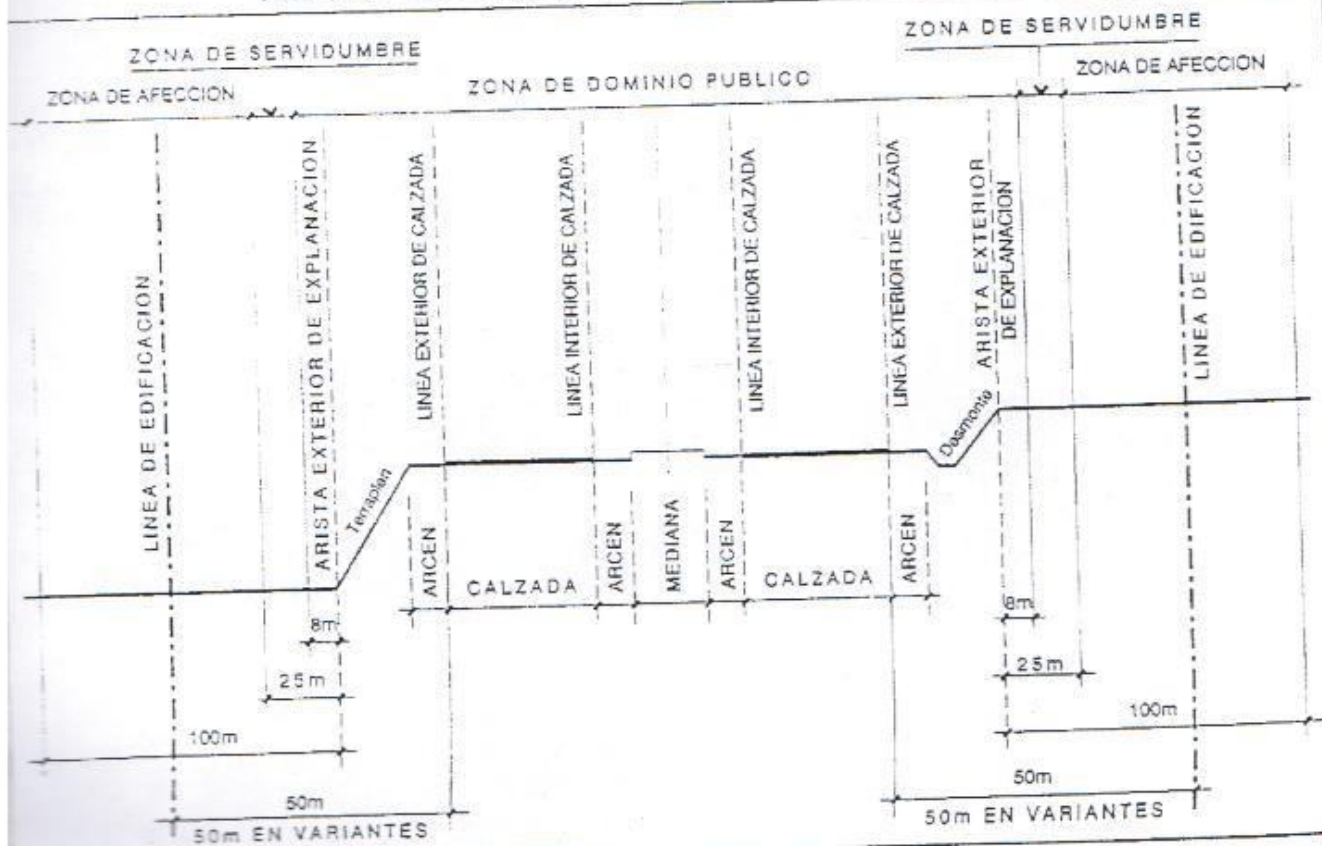 ZONA DE SERVIDUMBRE
ZONA DE SERVIDUMBRE
ZONA DE AFECCION
ZONA DE DOMINIO PUBLICO
ZONA DE AFECCION
LINEA DE EDIFICACION
ARISTA EXTERIOR DE EXPLANACION
LINEA EXTERIOR DE CALZADA
LINEA INTERIOR DE CALZADA
LINEA INTERIOR DE CALZADA
LINEA EXTERIOR DE CALZADA
ARISTA EXTERIOR
DE EXPLANACION
LINEA DE EDIFICACION
Terraplen
Desmonte
ARCEN
CALZADA
ARCEN
MEDIANA
ARCEN
CALZADA
ARCEN
8m
8m
25m
25m
100m
100m
50m
50m
50m EN VARIANTES
50m EN VARIANTES